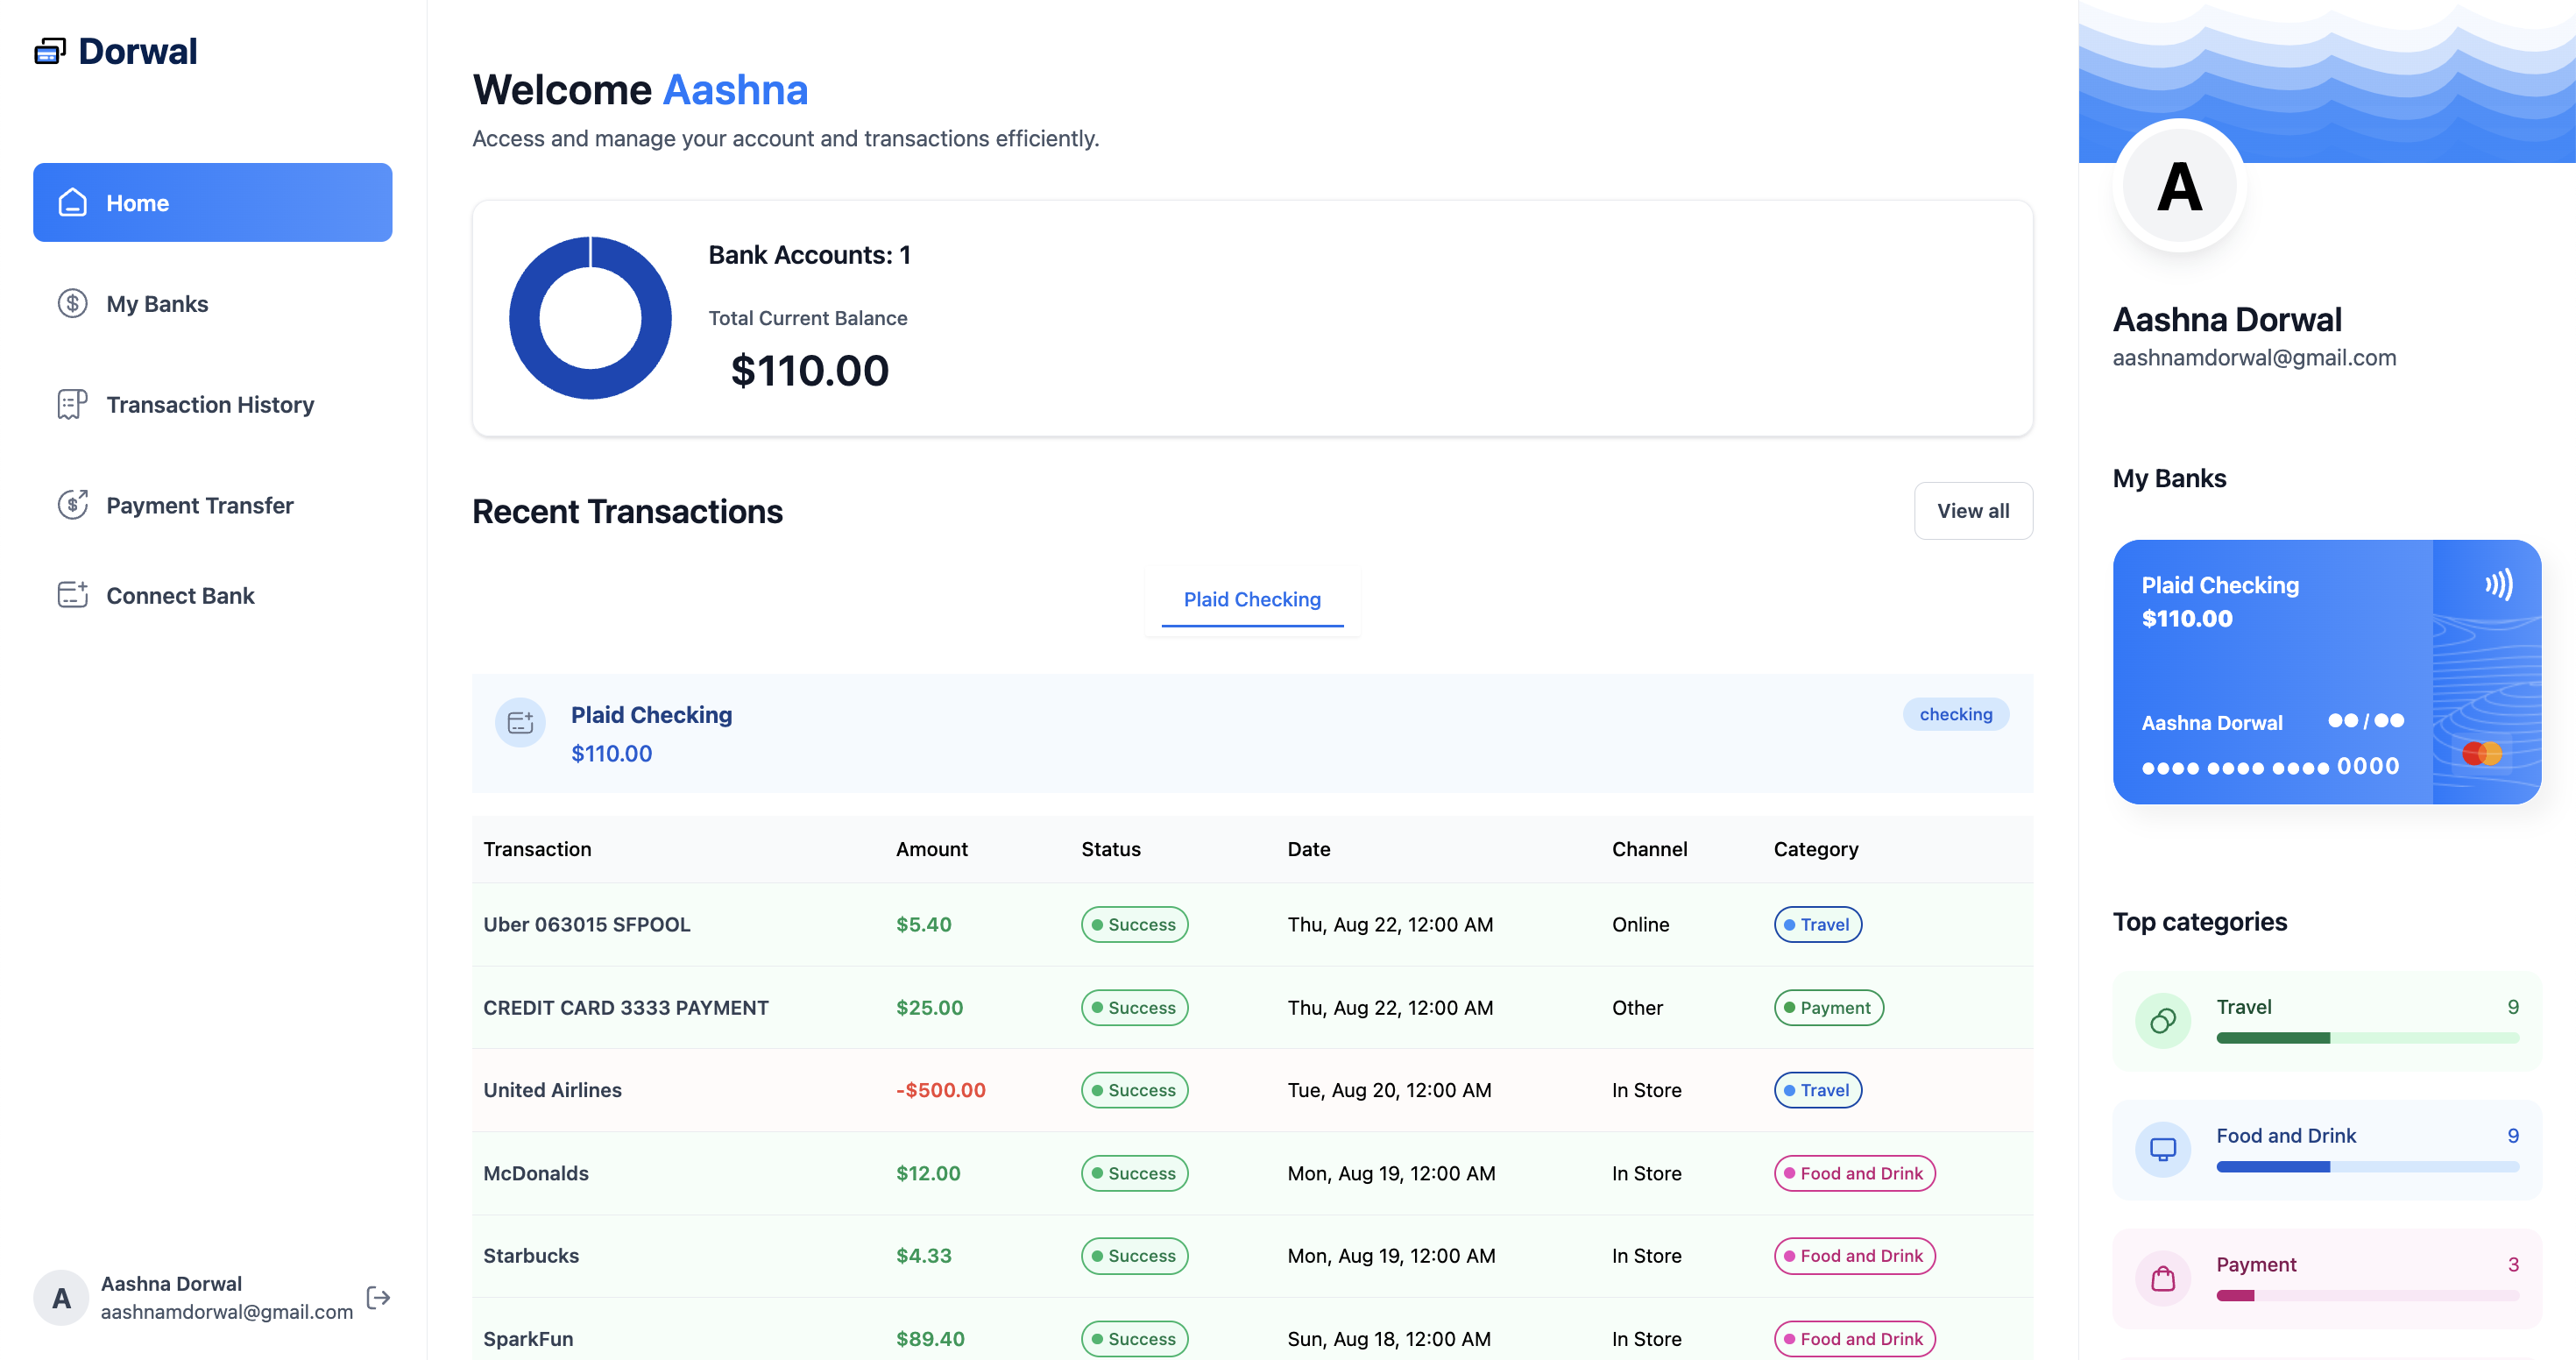 Dorwal
Home
My Banks
Transaction History
Payment Transfer
Connect Bank
A
Aashna Dorwal
aashnamdorwal@gmail.com
Welcome Aashna
Access and manage your account and transactions efficiently.
Bank Accounts: 1
Total Current Balance
$110.00
Recent Transactions
View all
Plaid Checking
Plaid Checking
checking
$110.00
Transaction Amount Status Date Channel Category
Uber 063015 SFPOOL $5.40 Success Thu, Aug 22, 12:00 AM Online Travel
CREDIT CARD 3333 PAYMENT $25.00 Success Thu, Aug 22, 12:00 AM Other Payment
United Airlines -$500.00 Success Tue, Aug 20, 12:00 AM In Store Travel
McDonalds $12.00 Success Mon, Aug 19, 12:00 AM In Store Food and Drink
Starbucks $4.33 Success Mon, Aug 19, 12:00 AM In Store Food and Drink
SparkFun $89.40 Success Sun, Aug 18, 12:00 AM In Store Food and Drink
A
Aashna Dorwal
aashnamdorwal@gmail.com
My Banks
Plaid Checking
$110.00
Aashna Dorwal ●●/●●
●●●● ●●●● ●●●● 0000
Top categories
Travel 9
Food and Drink 9
Payment 3